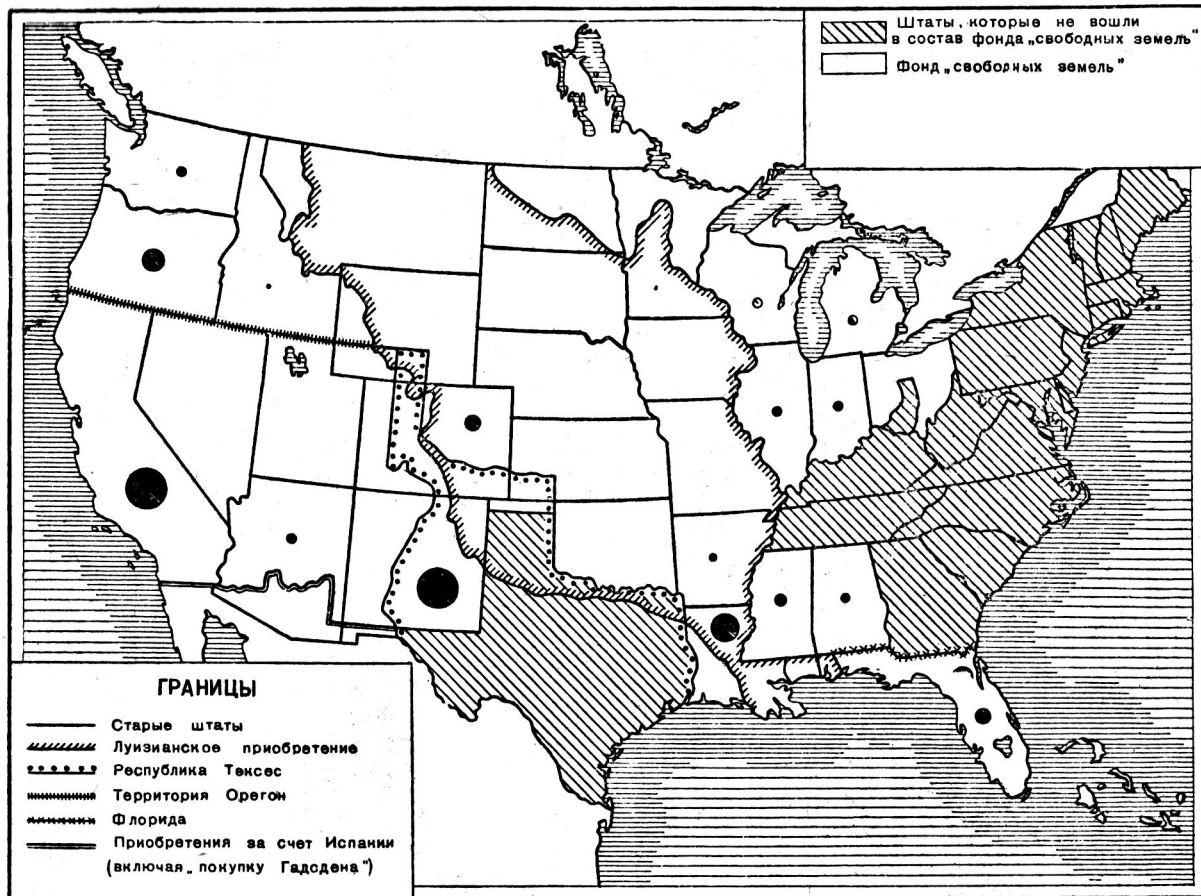 Штаты, которые не вошли
в состав фонда „свободных земель"
Фонд „свободных земель"
ГРАНИЦЫ
Старые штаты
Луизианское приобретение
Республика Тексес
Территория Орегон
Флорида
Приобретения за счет Испании
(включая „покупку Гадсдена")